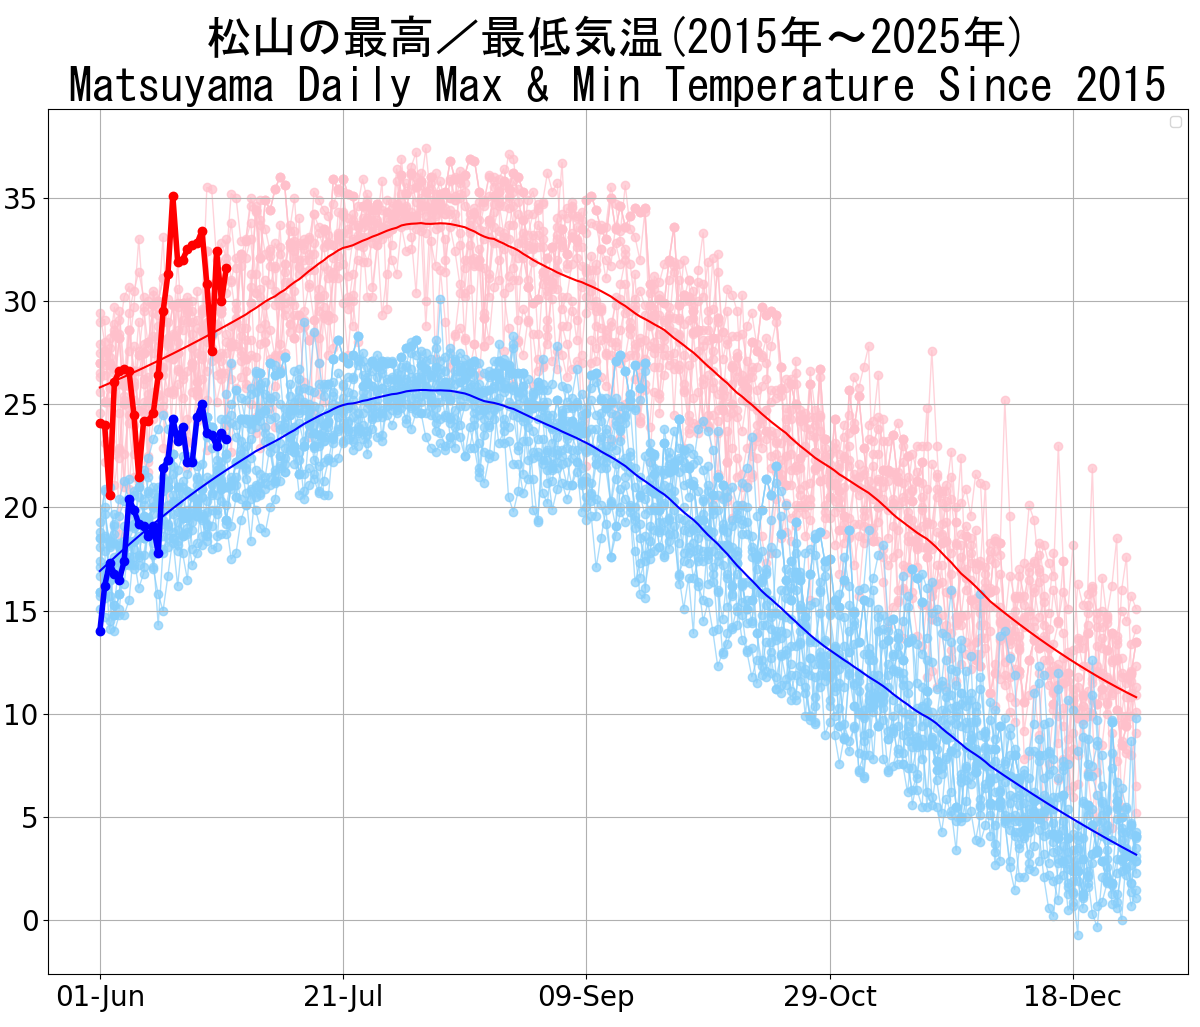 松山の最高／最低気温(2015年～2025年)
Matsuyama Daily Max & Min Temperature Since 2015
35
30
25
20
15
10
5
0
01-Jun 21-Jul 09-Sep 29-Oct 18-Dec